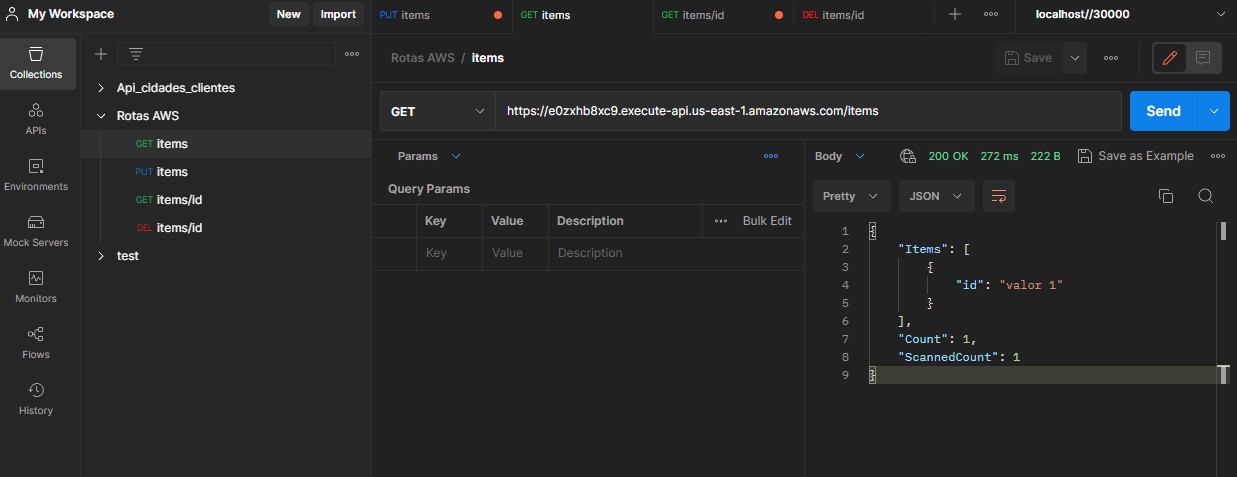 My Workspace
New
Import
PUT items
GET items
GET items/id
DEL items/id
localhost//30000
Collections
APIs
Environments
Mock Servers
Monitors
Flows
History
Api_cidades_clientes
Rotas AWS
GET items
PUT items
GET items/id
DEL items/id
test
Rotas AWS / items
Save
GET
https://e0zxhb8xc9.execute-api.us-east-1.amazonaws.com/items
Send
Params
Query Params
Key Value Description Bulk Edit
Key Value Description
Body 200 OK 272 ms 222 B Save as Example
Pretty JSON
1 {
2 "Items": [
3 {
4 "id": "valor 1"
5 }
6 ],
7 "Count": 1,
8 "ScannedCount": 1
9 }